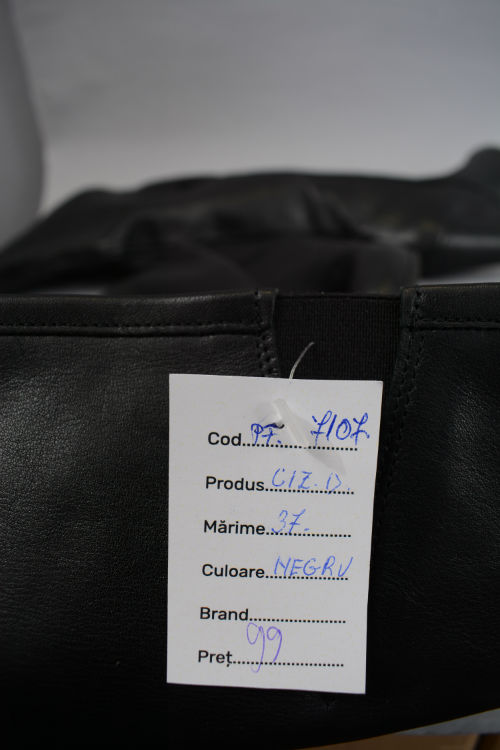 Cod PF. 7107
Produs CIZ. D.
Mărime 37.
Culoare NEGRU
Brand
Preț 99